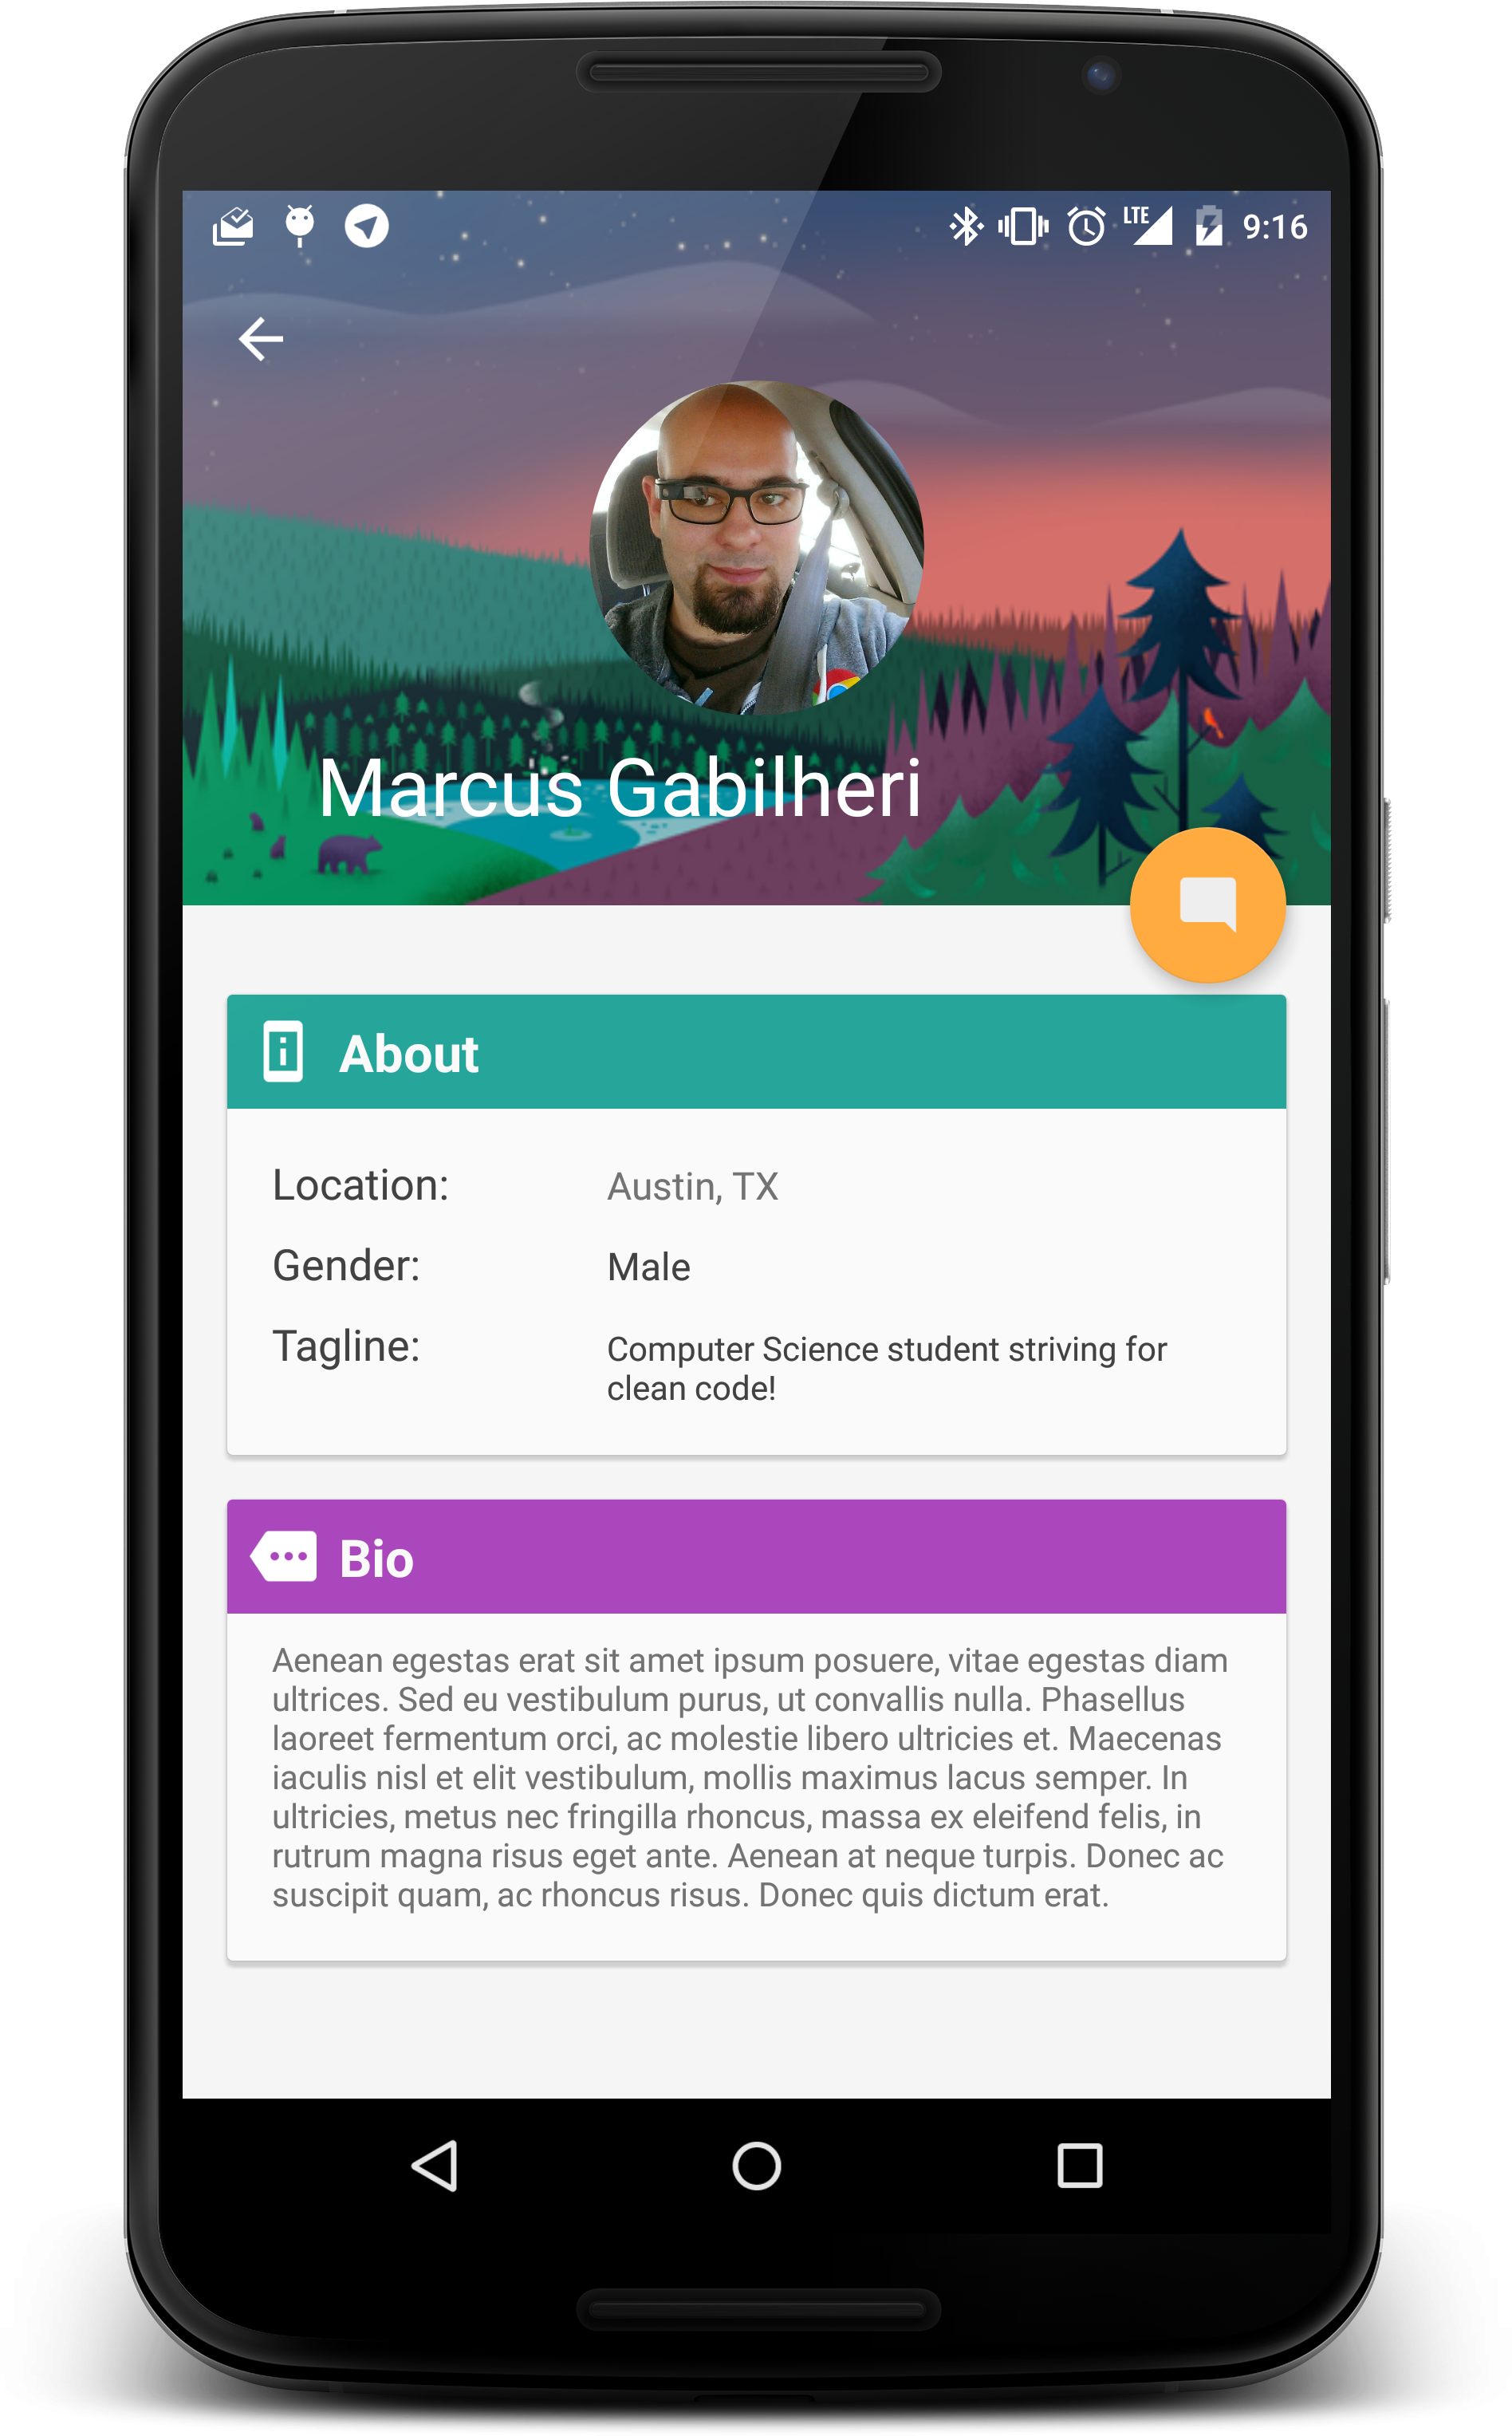 LTE 9:16
Marcus Gabilheri
About
Location: Austin, TX
Gender: Male
Tagline: Computer Science student striving for
clean code!
Bio
Aenean egestas erat sit amet ipsum posuere, vitae egestas diam
ultrices. Sed eu vestibulum purus, ut convallis nulla. Phasellus
laoreet fermentum orci, ac molestie libero ultricies et. Maecenas
iaculis nisl et elit vestibulum, mollis maximus lacus semper. In
ultricies, metus nec fringilla rhoncus, massa ex eleifend felis, in
rutrum magna risus eget ante. Aenean at neque turpis. Donec ac
suscipit quam, ac rhoncus risus. Donec quis dictum erat.